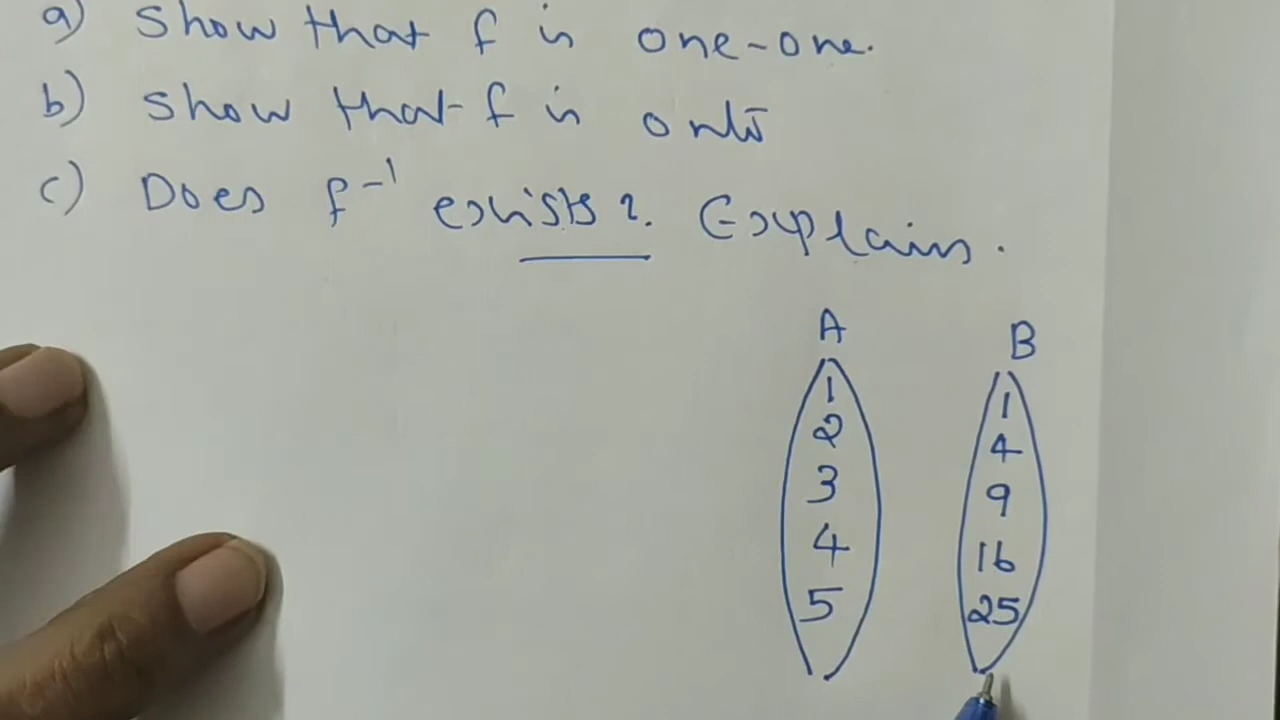 a) Show that f is one-one.
b) Show that f is onto
c) Does f⁻¹ exists? Explain.
A B
1 1
2 4
3 9
4 16
5 25